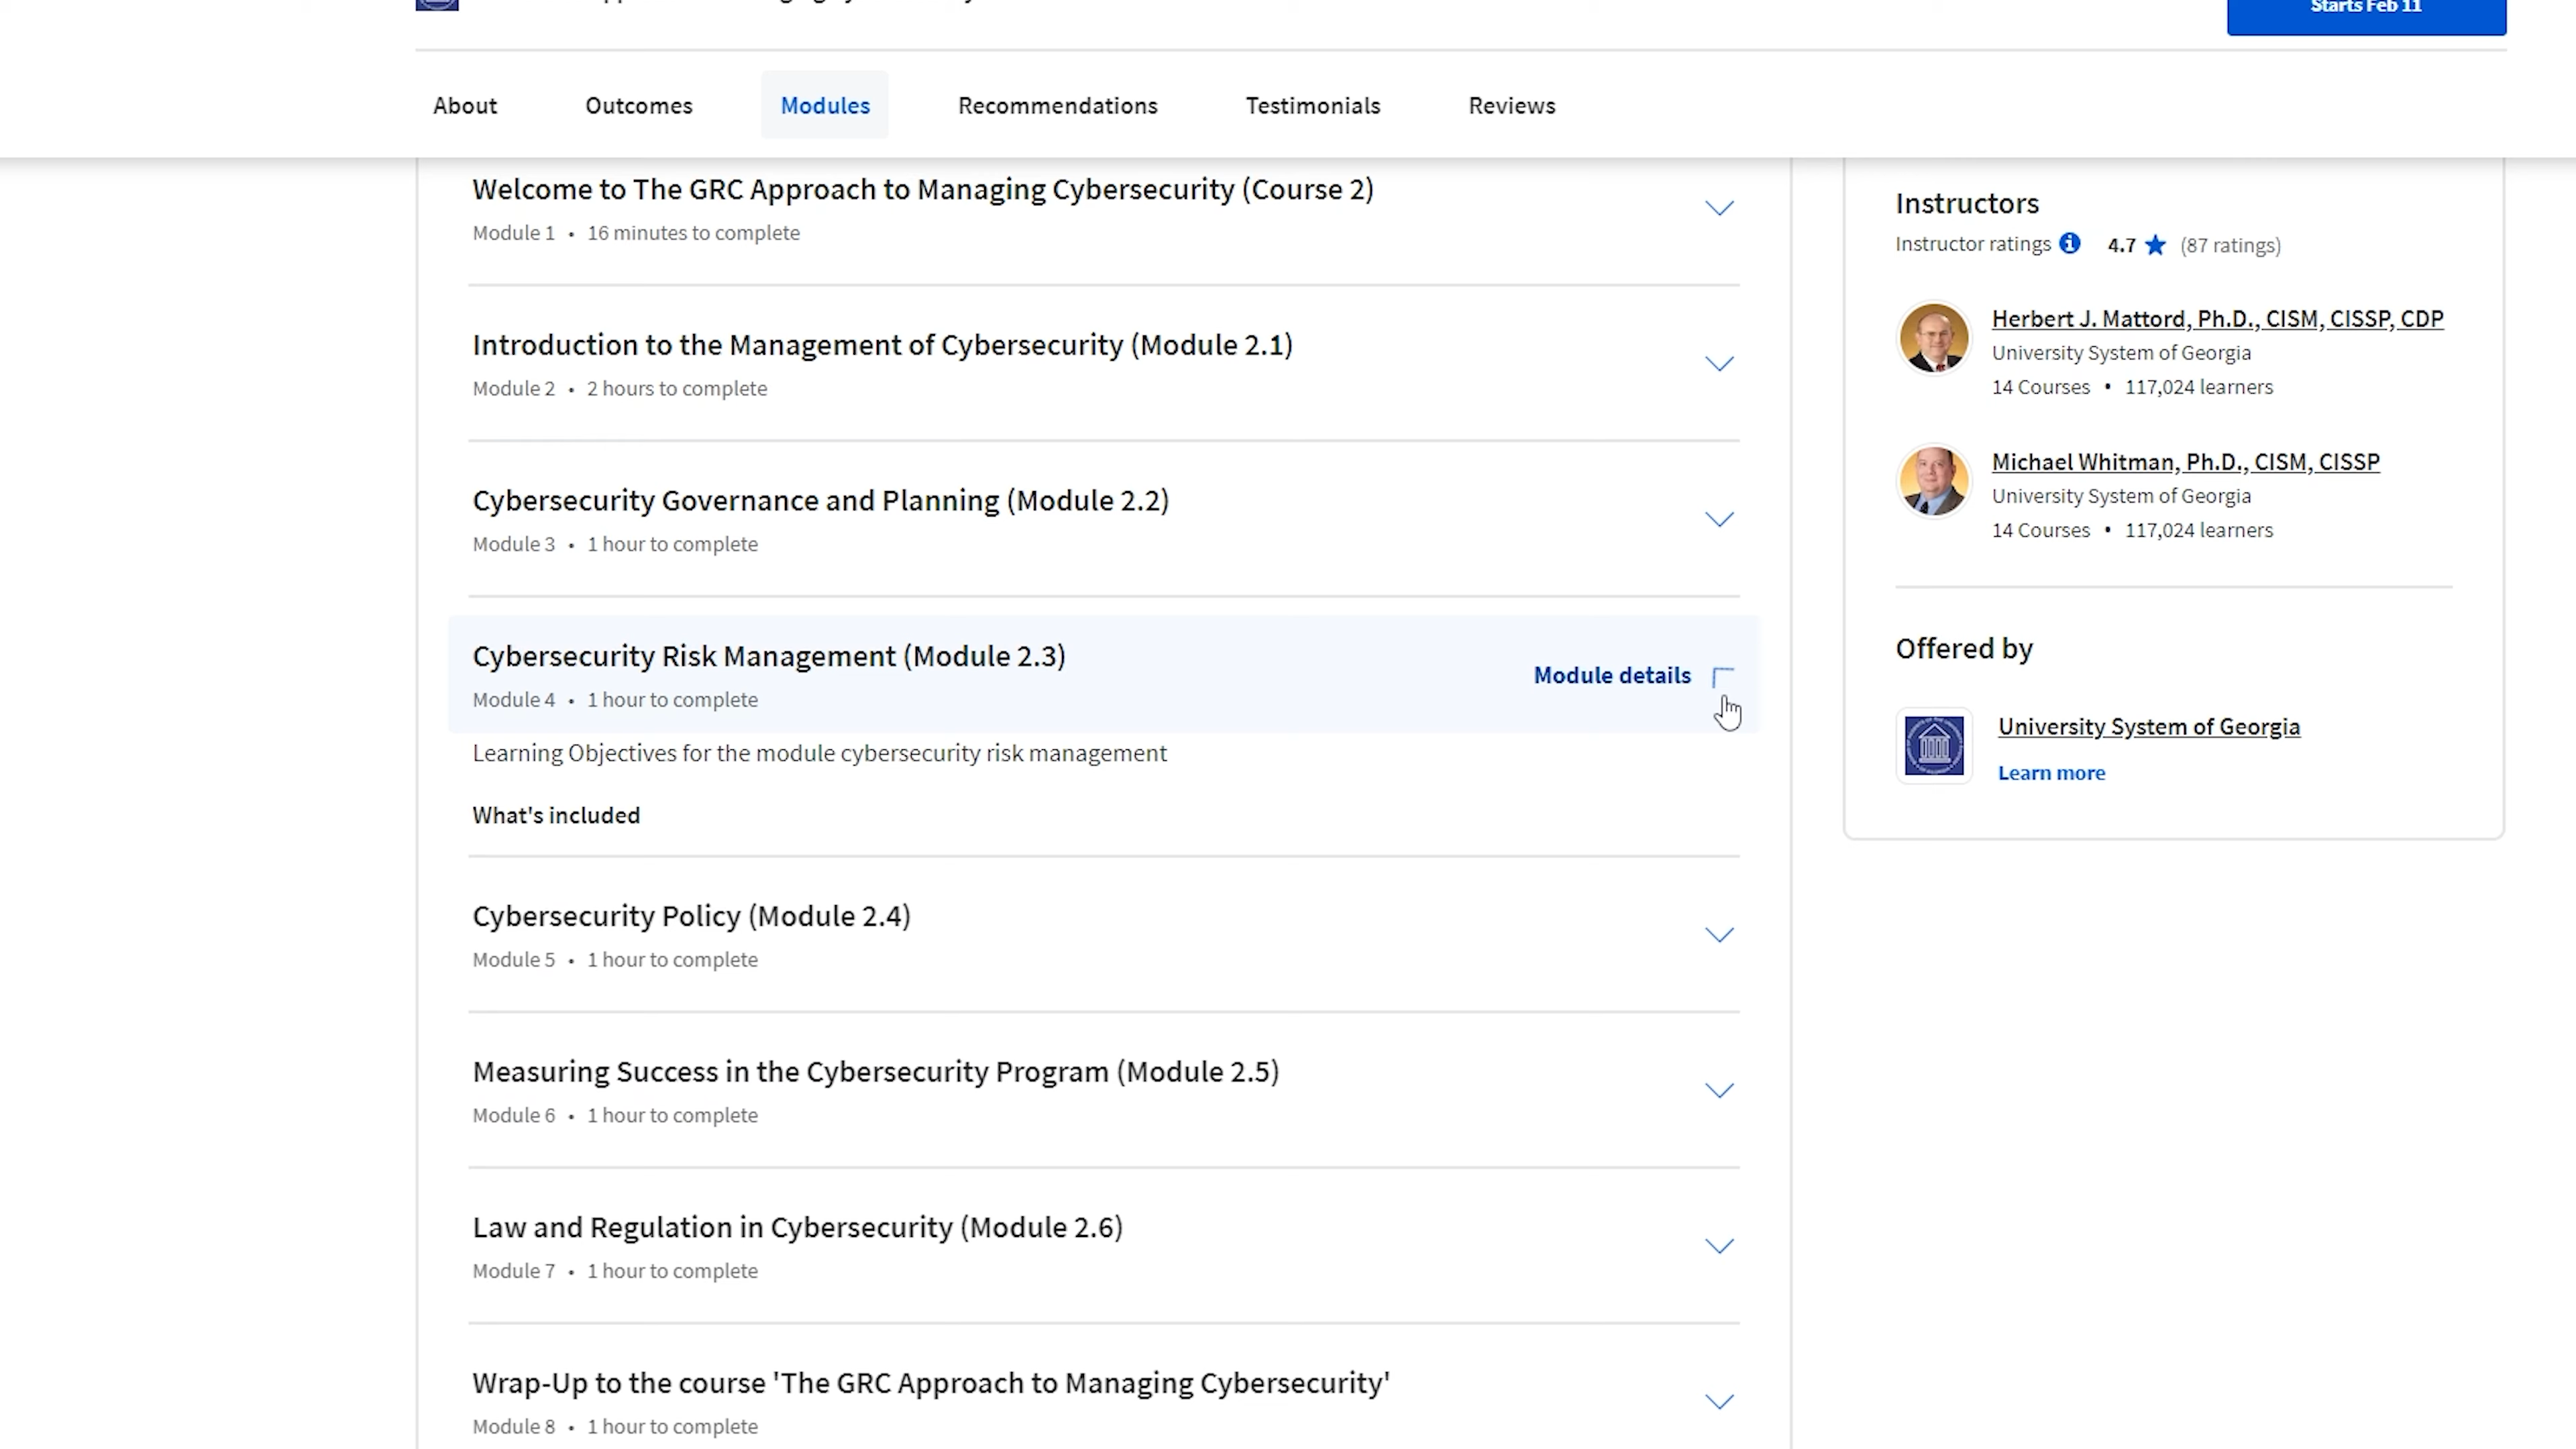 Starts Feb 11
About
Outcomes
Modules
Recommendations
Testimonials
Reviews
Welcome to The GRC Approach to Managing Cybersecurity (Course 2)
Module 1 • 16 minutes to complete
Introduction to the Management of Cybersecurity (Module 2.1)
Module 2 • 2 hours to complete
Cybersecurity Governance and Planning (Module 2.2)
Module 3 • 1 hour to complete
Cybersecurity Risk Management (Module 2.3)
Module 4 • 1 hour to complete
Module details
Learning Objectives for the module cybersecurity risk management
What's included
Cybersecurity Policy (Module 2.4)
Module 5 • 1 hour to complete
Measuring Success in the Cybersecurity Program (Module 2.5)
Module 6 • 1 hour to complete
Law and Regulation in Cybersecurity (Module 2.6)
Module 7 • 1 hour to complete
Wrap-Up to the course 'The GRC Approach to Managing Cybersecurity'
Module 8 • 1 hour to complete
Instructors
Instructor ratings 4.7 (87 ratings)
Herbert J. Mattord, Ph.D., CISM, CISSP, CDP
University System of Georgia
14 Courses • 117,024 learners
Michael Whitman, Ph.D., CISM, CISSP
University System of Georgia
14 Courses • 117,024 learners
Offered by
University System of Georgia
Learn more